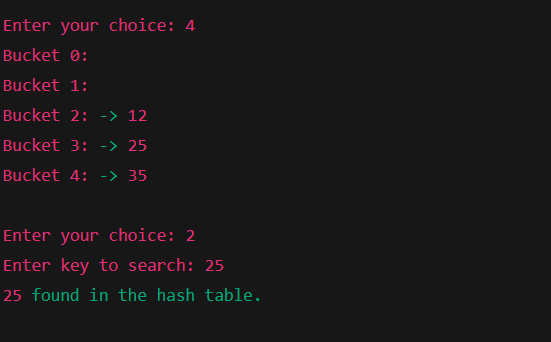 Enter your choice: 4
Bucket 0:
Bucket 1:
Bucket 2: -> 12
Bucket 3: -> 25
Bucket 4: -> 35
Enter your choice: 2
Enter key to search: 25
25 found in the hash table.